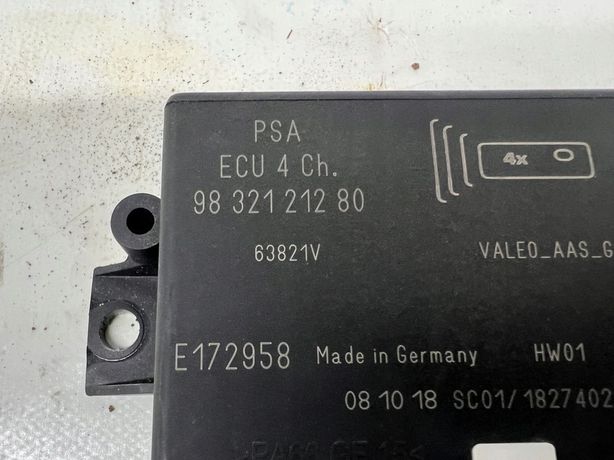 PSA
ECU 4 Ch.
98 321 212 80
4x
63821V
VALEO_AAS_G
E172958 Made in Germany HW01
08 10 18 SC01/1827402